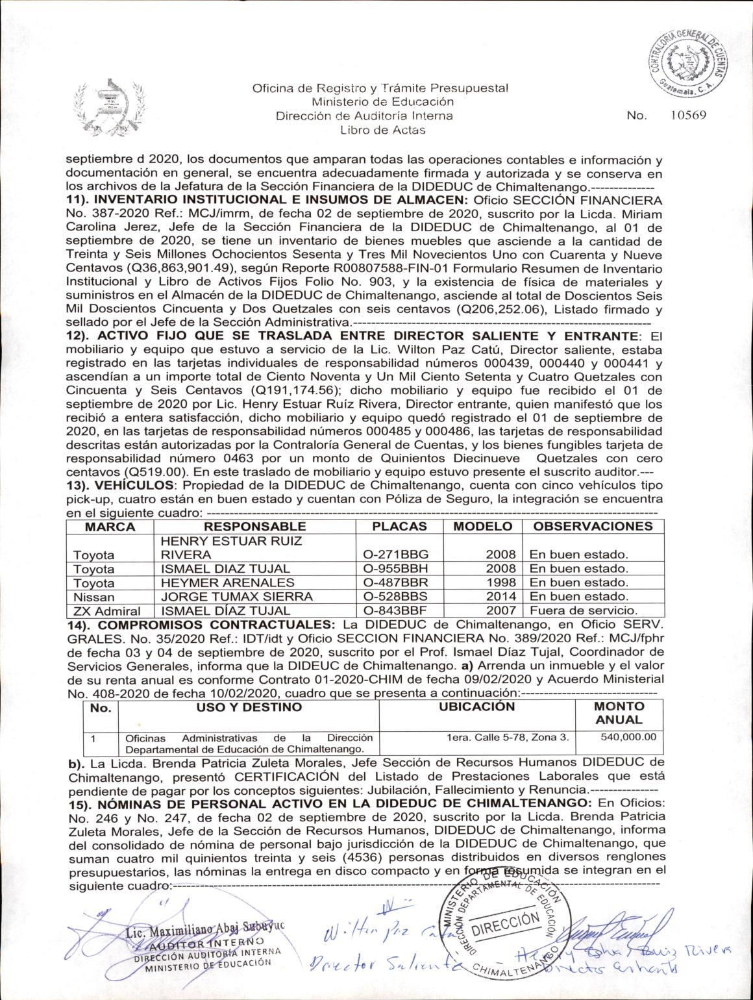 CONTRALORÍA GENERAL DE CUENTAS
Guatemala, C. A.
Oficina de Registro y Trámite Presupuestal
Ministerio de Educación
Dirección de Auditoría Interna
Libro de Actas
No. 10569
septiembre d 2020, los documentos que amparan todas las operaciones contables e información y
documentación en general, se encuentra adecuadamente firmada y autorizada y se conserva en
los archivos de la Jefatura de la Sección Financiera de la DIDEDUC de Chimaltenango.--------------
11). INVENTARIO INSTITUCIONAL E INSUMOS DE ALMACEN: Oficio SECCIÓN FINANCIERA
No. 387-2020 Ref.: MCJ/imrm, de fecha 02 de septiembre de 2020, suscrito por la Licda. Miriam
Carolina Jerez, Jefe de la Sección Financiera de la DIDEDUC de Chimaltenango, al 01 de
septiembre de 2020, se tiene un inventario de bienes muebles que asciende a la cantidad de
Treinta y Seis Millones Ochocientos Sesenta y Tres Mil Novecientos Uno con Cuarenta y Nueve
Centavos (Q36,863,901.49), según Reporte R00807588-FIN-01 Formulario Resumen de Inventario
Institucional y Libro de Activos Fijos Folio No. 903, y la existencia de física de materiales y
suministros en el Almacén de la DIDEDUC de Chimaltenango, asciende al total de Doscientos Seis
Mil Doscientos Cincuenta y Dos Quetzales con seis centavos (Q206,252.06), Listado firmado y
sellado por el Jefe de la Sección Administrativa.------------------------------------------------------------------
12). ACTIVO FIJO QUE SE TRASLADA ENTRE DIRECTOR SALIENTE Y ENTRANTE: El
mobiliario y equipo que estuvo a servicio de la Lic. Wilton Paz Catú, Director saliente, estaba
registrado en las tarjetas individuales de responsabilidad números 000439, 000440 y 000441 y
ascendían a un importe total de Ciento Noventa y Un Mil Ciento Setenta y Cuatro Quetzales con
Cincuenta y Seis Centavos (Q191,174.56); dicho mobiliario y equipo fue recibido el 01 de
septiembre de 2020 por Lic. Henry Estuar Ruíz Rivera, Director entrante, quien manifestó que los
recibió a entera satisfacción, dicho mobiliario y equipo quedó registrado el 01 de septiembre de
2020, en las tarjetas de responsabilidad números 000485 y 000486, las tarjetas de responsabilidad
descritas están autorizadas por la Contraloría General de Cuentas, y los bienes fungibles tarjeta de
responsabilidad número 0463 por un monto de Quinientos Diecinueve Quetzales con cero
centavos (Q519.00). En este traslado de mobiliario y equipo estuvo presente el suscrito auditor.---
13). VEHÍCULOS: Propiedad de la DIDEDUC de Chimaltenango, cuenta con cinco vehículos tipo
pick-up, cuatro están en buen estado y cuentan con Póliza de Seguro, la integración se encuentra
en el siguiente cuadro: ----------------------------------------------------------------------------------------------------
MARCA RESPONSABLE PLACAS MODELO OBSERVACIONES
HENRY ESTUAR RUIZ
Toyota RIVERA O-271BBG 2008 En buen estado.
Toyota ISMAEL DIAZ TUJAL O-955BBH 2008 En buen estado.
Toyota HEYMER ARENALES O-487BBR 1998 En buen estado.
Nissan JORGE TUMAX SIERRA O-528BBS 2014 En buen estado.
ZX Admiral ISMAEL DÍAZ TUJAL O-843BBF 2007 Fuera de servicio.
14). COMPROMISOS CONTRACTUALES: La DIDEDUC de Chimaltenango, en Oficio SERV.
GRALES. No. 35/2020 Ref.: IDT/idt y Oficio SECCION FINANCIERA No. 389/2020 Ref.: MCJ/fphr
de fecha 03 y 04 de septiembre de 2020, suscrito por el Prof. Ismael Díaz Tujal, Coordinador de
Servicios Generales, informa que la DIDEUC de Chimaltenango. a) Arrenda un inmueble y el valor
de su renta anual es conforme Contrato 01-2020-CHIM de fecha 09/02/2020 y Acuerdo Ministerial
No. 408-2020 de fecha 10/02/2020, cuadro que se presenta a continuación:------------------------------
No. USO Y DESTINO UBICACIÓN MONTO
ANUAL
1 Oficinas Administrativas de la Dirección 1era. Calle 5-78, Zona 3. 540,000.00
Departamental de Educación de Chimaltenango.
b). La Licda. Brenda Patricia Zuleta Morales, Jefe Sección de Recursos Humanos DIDEDUC de
Chimaltenango, presentó CERTIFICACIÓN del Listado de Prestaciones Laborales que está
pendiente de pagar por los conceptos siguientes: Jubilación, Fallecimiento y Renuncia.---------------
15). NÓMINAS DE PERSONAL ACTIVO EN LA DIDEDUC DE CHIMALTENANGO: En Oficios:
No. 246 y No. 247, de fecha 02 de septiembre de 2020, suscrito por la Licda. Brenda Patricia
Zuleta Morales, Jefe de la Sección de Recursos Humanos, DIDEDUC de Chimaltenango, informa
del consolidado de nómina de personal bajo jurisdicción de la DIDEDUC de Chimaltenango, que
suman cuatro mil quinientos treinta y seis (4536) personas distribuidos en diversos renglones
presupuestarios, las nóminas la entrega en disco compacto y en forma resumida se integran en el
siguiente cuadro:------------------------------------------------------------------------------------------------------------
Lic. Maximiliano Abaj Subuyuc
AUDITOR INTERNO
DIRECCIÓN AUDITORÍA INTERNA
MINISTERIO DE EDUCACIÓN
Wilton Paz Catú
Director Saliente
MINISTERIO DE EDUCACIÓN
DIRECCIÓN DEPARTAMENTAL DE EDUCACIÓN
DIRECCIÓN
CHIMALTENANGO
Henry Estuar Ruiz Rivera
Director entrante